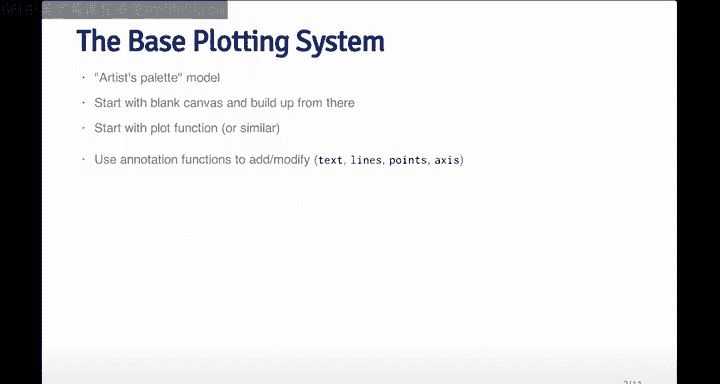 The Base Plotting System
· "Artist's palette" model
· Start with blank canvas and build up from there
· Start with plot function (or similar)
· Use annotation functions to add/modify (text, lines, points, axis)